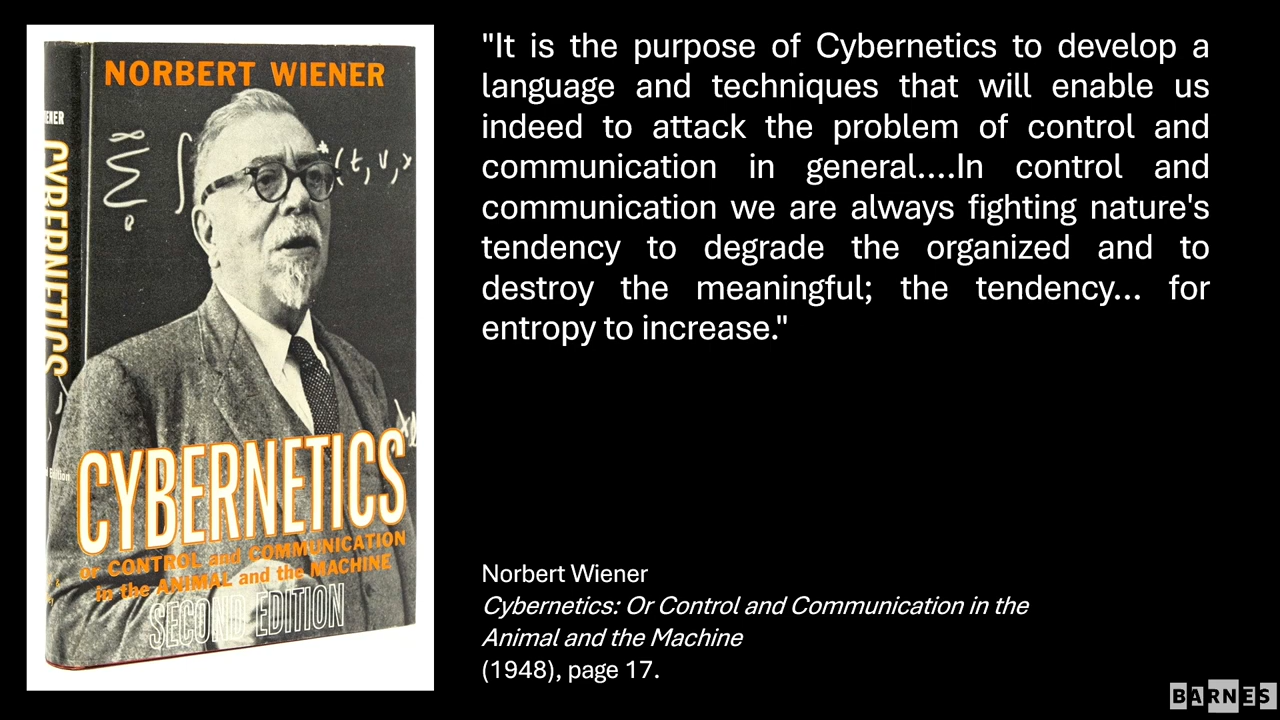 NORBERT WIENER
CYBERNETICS
CYBERNETICS
or CONTROL and COMMUNICATION
in the ANIMAL and the MACHINE
SECOND EDITION
"It is the purpose of Cybernetics to develop a
language and techniques that will enable us
indeed to attack the problem of control and
communication in general....In control and
communication we are always fighting nature's
tendency to degrade the organized and to
destroy the meaningful; the tendency... for
entropy to increase."
Norbert Wiener
Cybernetics: Or Control and Communication in the
Animal and the Machine
(1948), page 17.
BARNES